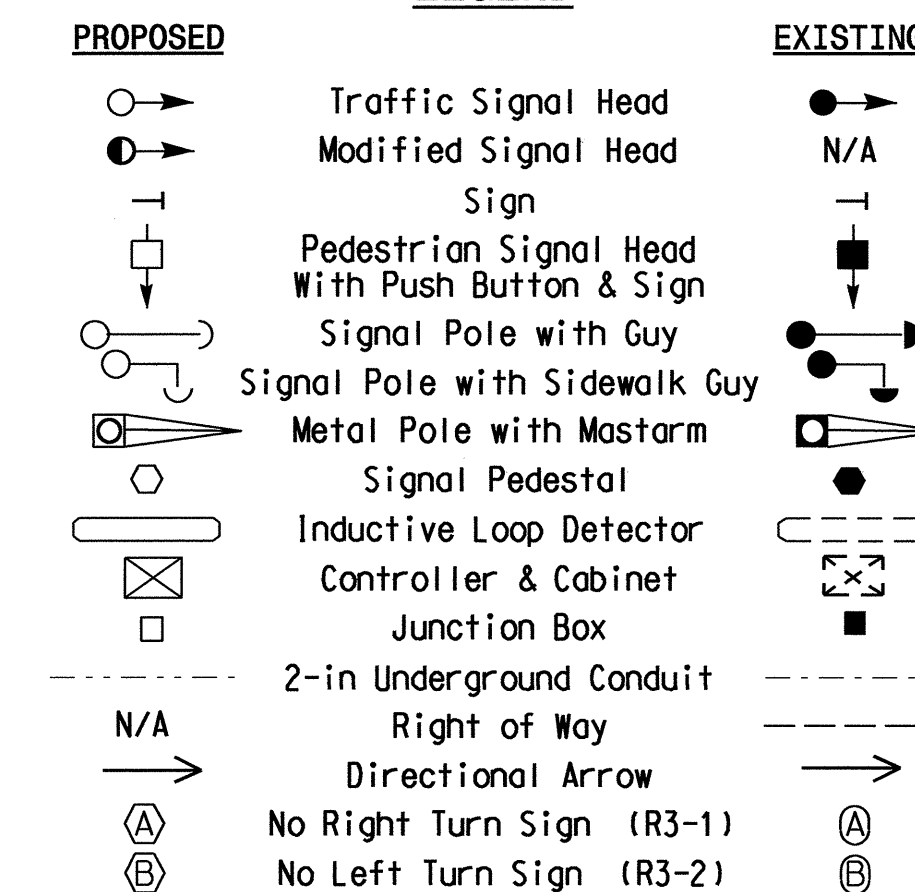 PROPOSED EXISTING
Traffic Signal Head
Modified Signal Head N/A
Sign
Pedestrian Signal Head
With Push Button & Sign
Signal Pole with Guy
Signal Pole with Sidewalk Guy
Metal Pole with Mastarm
Signal Pedestal
Inductive Loop Detector
Controller & Cabinet
Junction Box
2-in Underground Conduit
N/A Right of Way
Directional Arrow
A No Right Turn Sign (R3-1) A
B No Left Turn Sign (R3-2) B